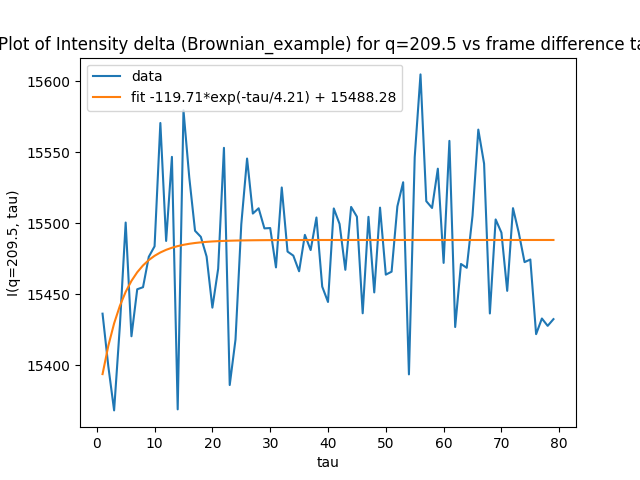 Plot of Intensity delta (Brownian_example) for q=209.5 vs frame difference
data
fit -119.71*exp(-tau/4.21) + 15488.28
I(q=209.5, tau)
15600
15550
15500
15450
15400
0 10 20 30 40 50 60 70 80
tau